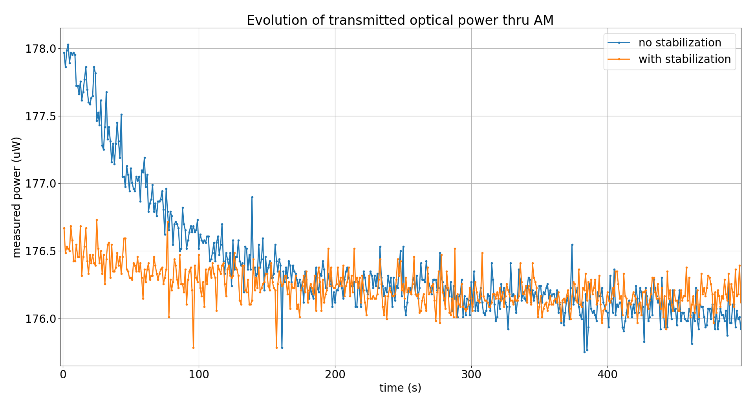 Evolution of transmitted optical power thru AM
no stabilization
with stabilization
measured power (uW)
178.0
177.5
177.0
176.5
176.0
0 100 200 300 400
time (s)